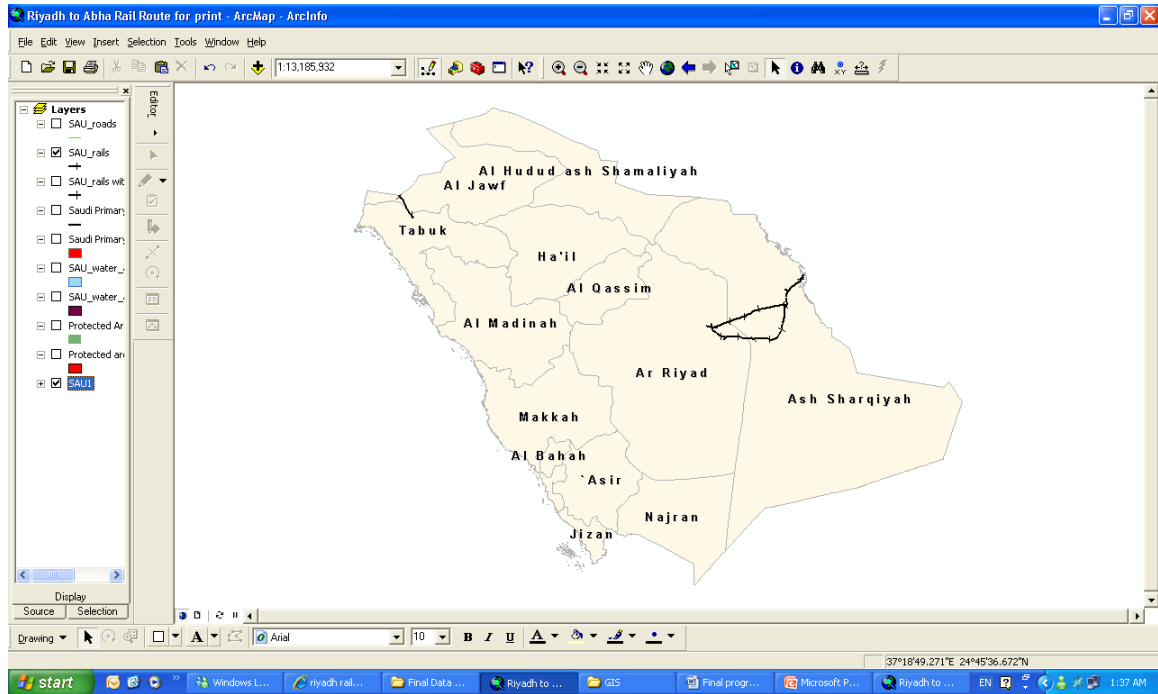 Riyadh to Abha Rail Route for print - ArcMap - ArcInfo
File Edit View Insert Selection Tools Window Help
1:13,185,932
Editor
Layers
SAU_roads
SAU_rails
SAU_rails wit
Saudi Primary
Saudi Primary
SAU_water_
SAU_water_
Protected Ar
Protected are
SAU1
Al Hudud ash Shamaliyah
Al Jawf
Tabuk
Ha'il
Al Qassim
Al Madinah
Ar Riyad
Ash Sharqiyah
Makkah
Al Bahah
`Asir
Najran
Jizan
Display
Source Selection
Drawing Arial 10 B I U A
37°18'49.271"E 24°45'36.672"N
start Windows L... riyadh rail... Final Data ... Riyadh to ... GIS Final progr... Microsoft P... Riyadh to ... EN 1:37 AM